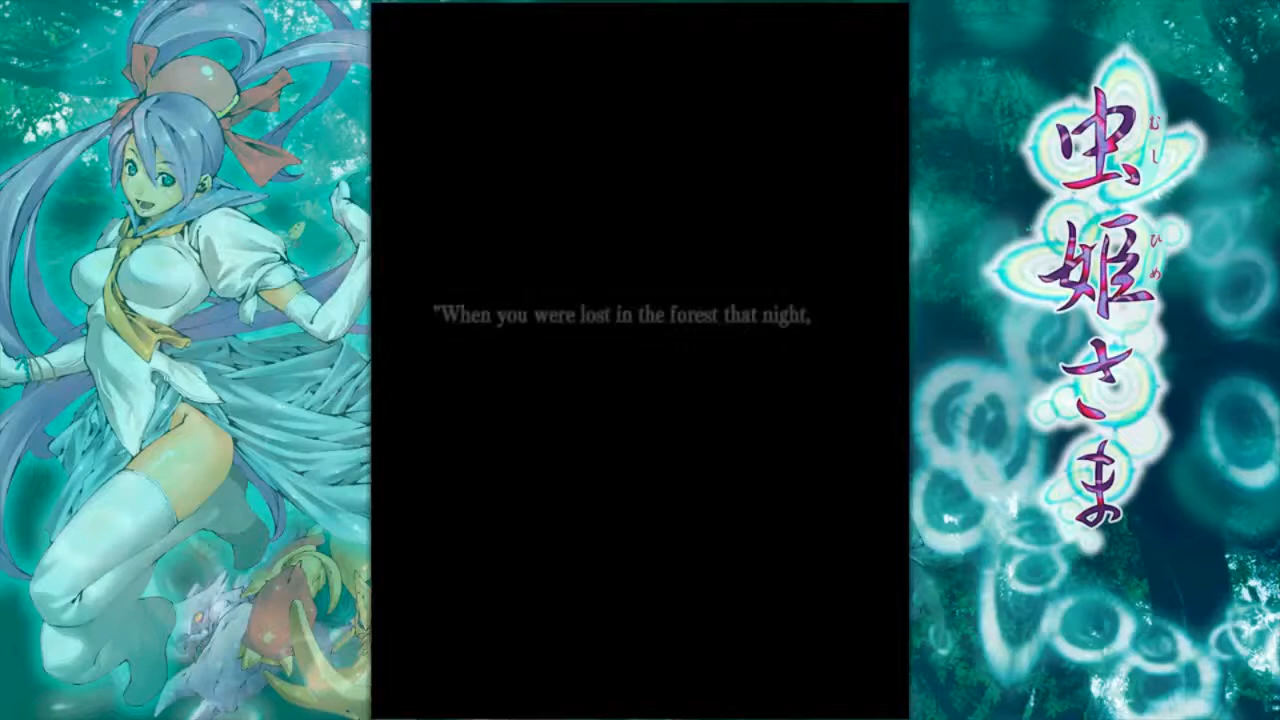 "When you were lost in the forest that night,
虫姫さま
むし
ひめ